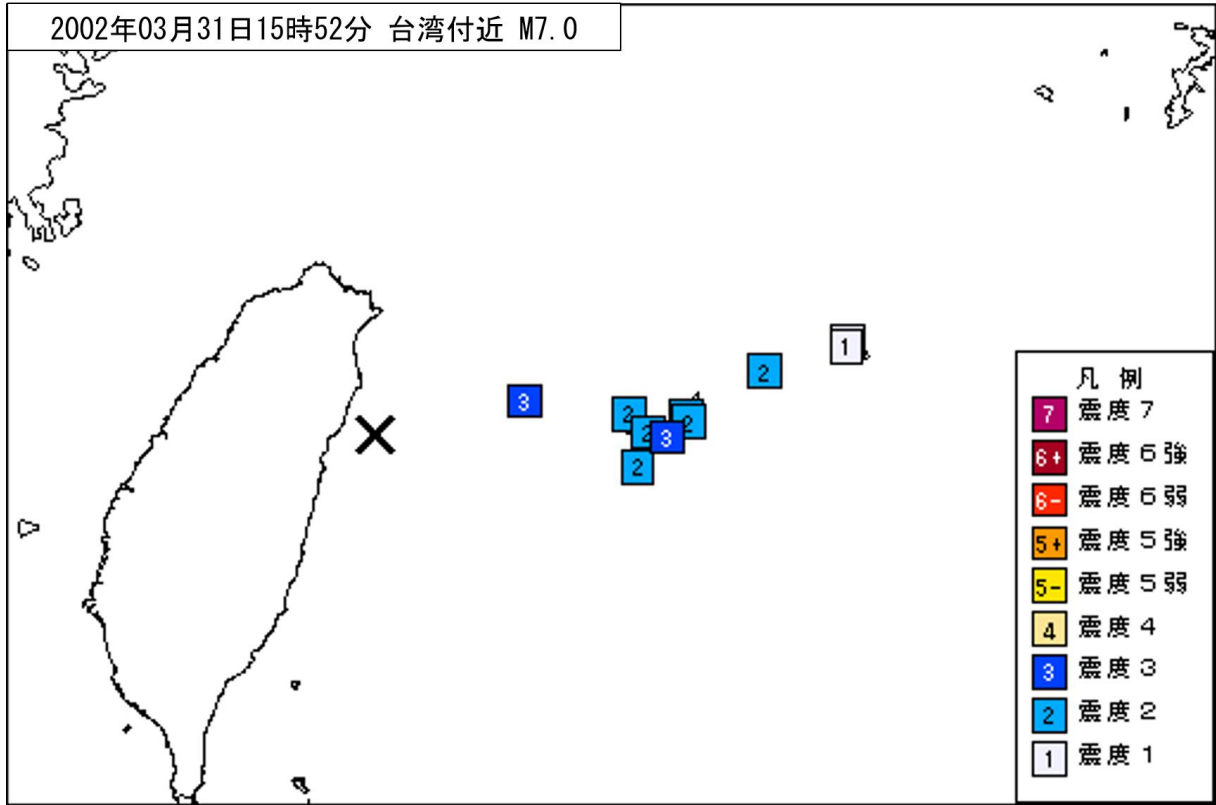 2002年03月31日15時52分 台湾付近 M7.0
1
2
3
2
2
2
3
2
凡 例
7 震度７
6+ 震度６強
6- 震度６弱
5+ 震度５強
5- 震度５弱
4 震度４
3 震度３
2 震度２
1 震度１